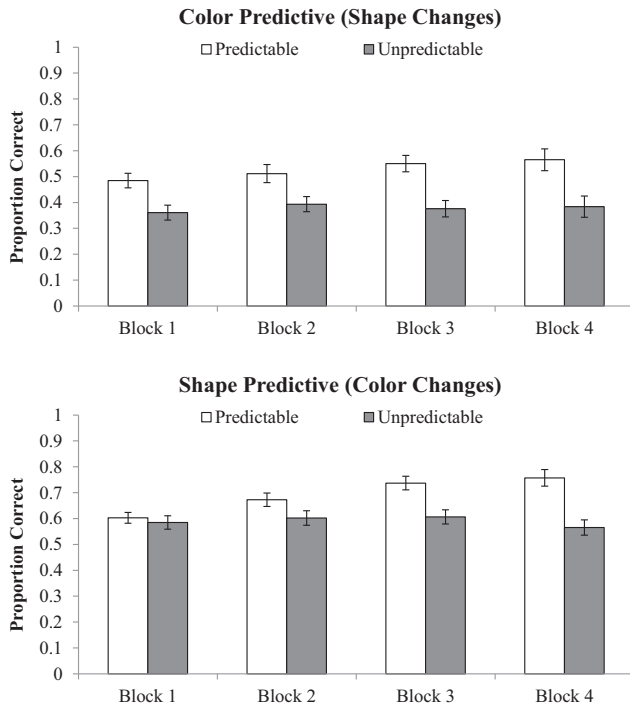 Color Predictive (Shape Changes)
Predictable Unpredictable
Proportion Correct
1
0.9
0.8
0.7
0.6
0.5
0.4
0.3
0.2
0.1
0
Block 1 Block 2 Block 3 Block 4
Shape Predictive (Color Changes)
Predictable Unpredictable
Proportion Correct
1
0.9
0.8
0.7
0.6
0.5
0.4
0.3
0.2
0.1
0
Block 1 Block 2 Block 3 Block 4